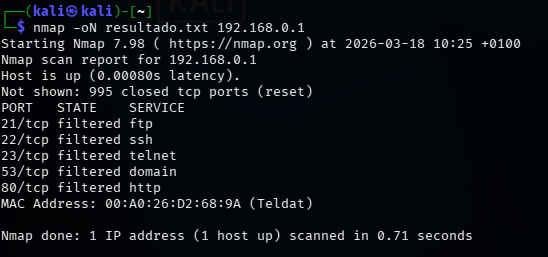 KALI
┌──(kali㉿kali)-[~]
└─$ nmap -oN resultado.txt 192.168.0.1
Starting Nmap 7.98 ( https://nmap.org ) at 2026-03-18 10:25 +0100
Nmap scan report for 192.168.0.1
Host is up (0.00080s latency).
Not shown: 995 closed tcp ports (reset)
PORT   STATE    SERVICE
21/tcp filtered ftp
22/tcp filtered ssh
23/tcp filtered telnet
53/tcp filtered domain
80/tcp filtered http
MAC Address: 00:A0:26:D2:68:9A (Teldat)

Nmap done: 1 IP address (1 host up) scanned in 0.71 seconds